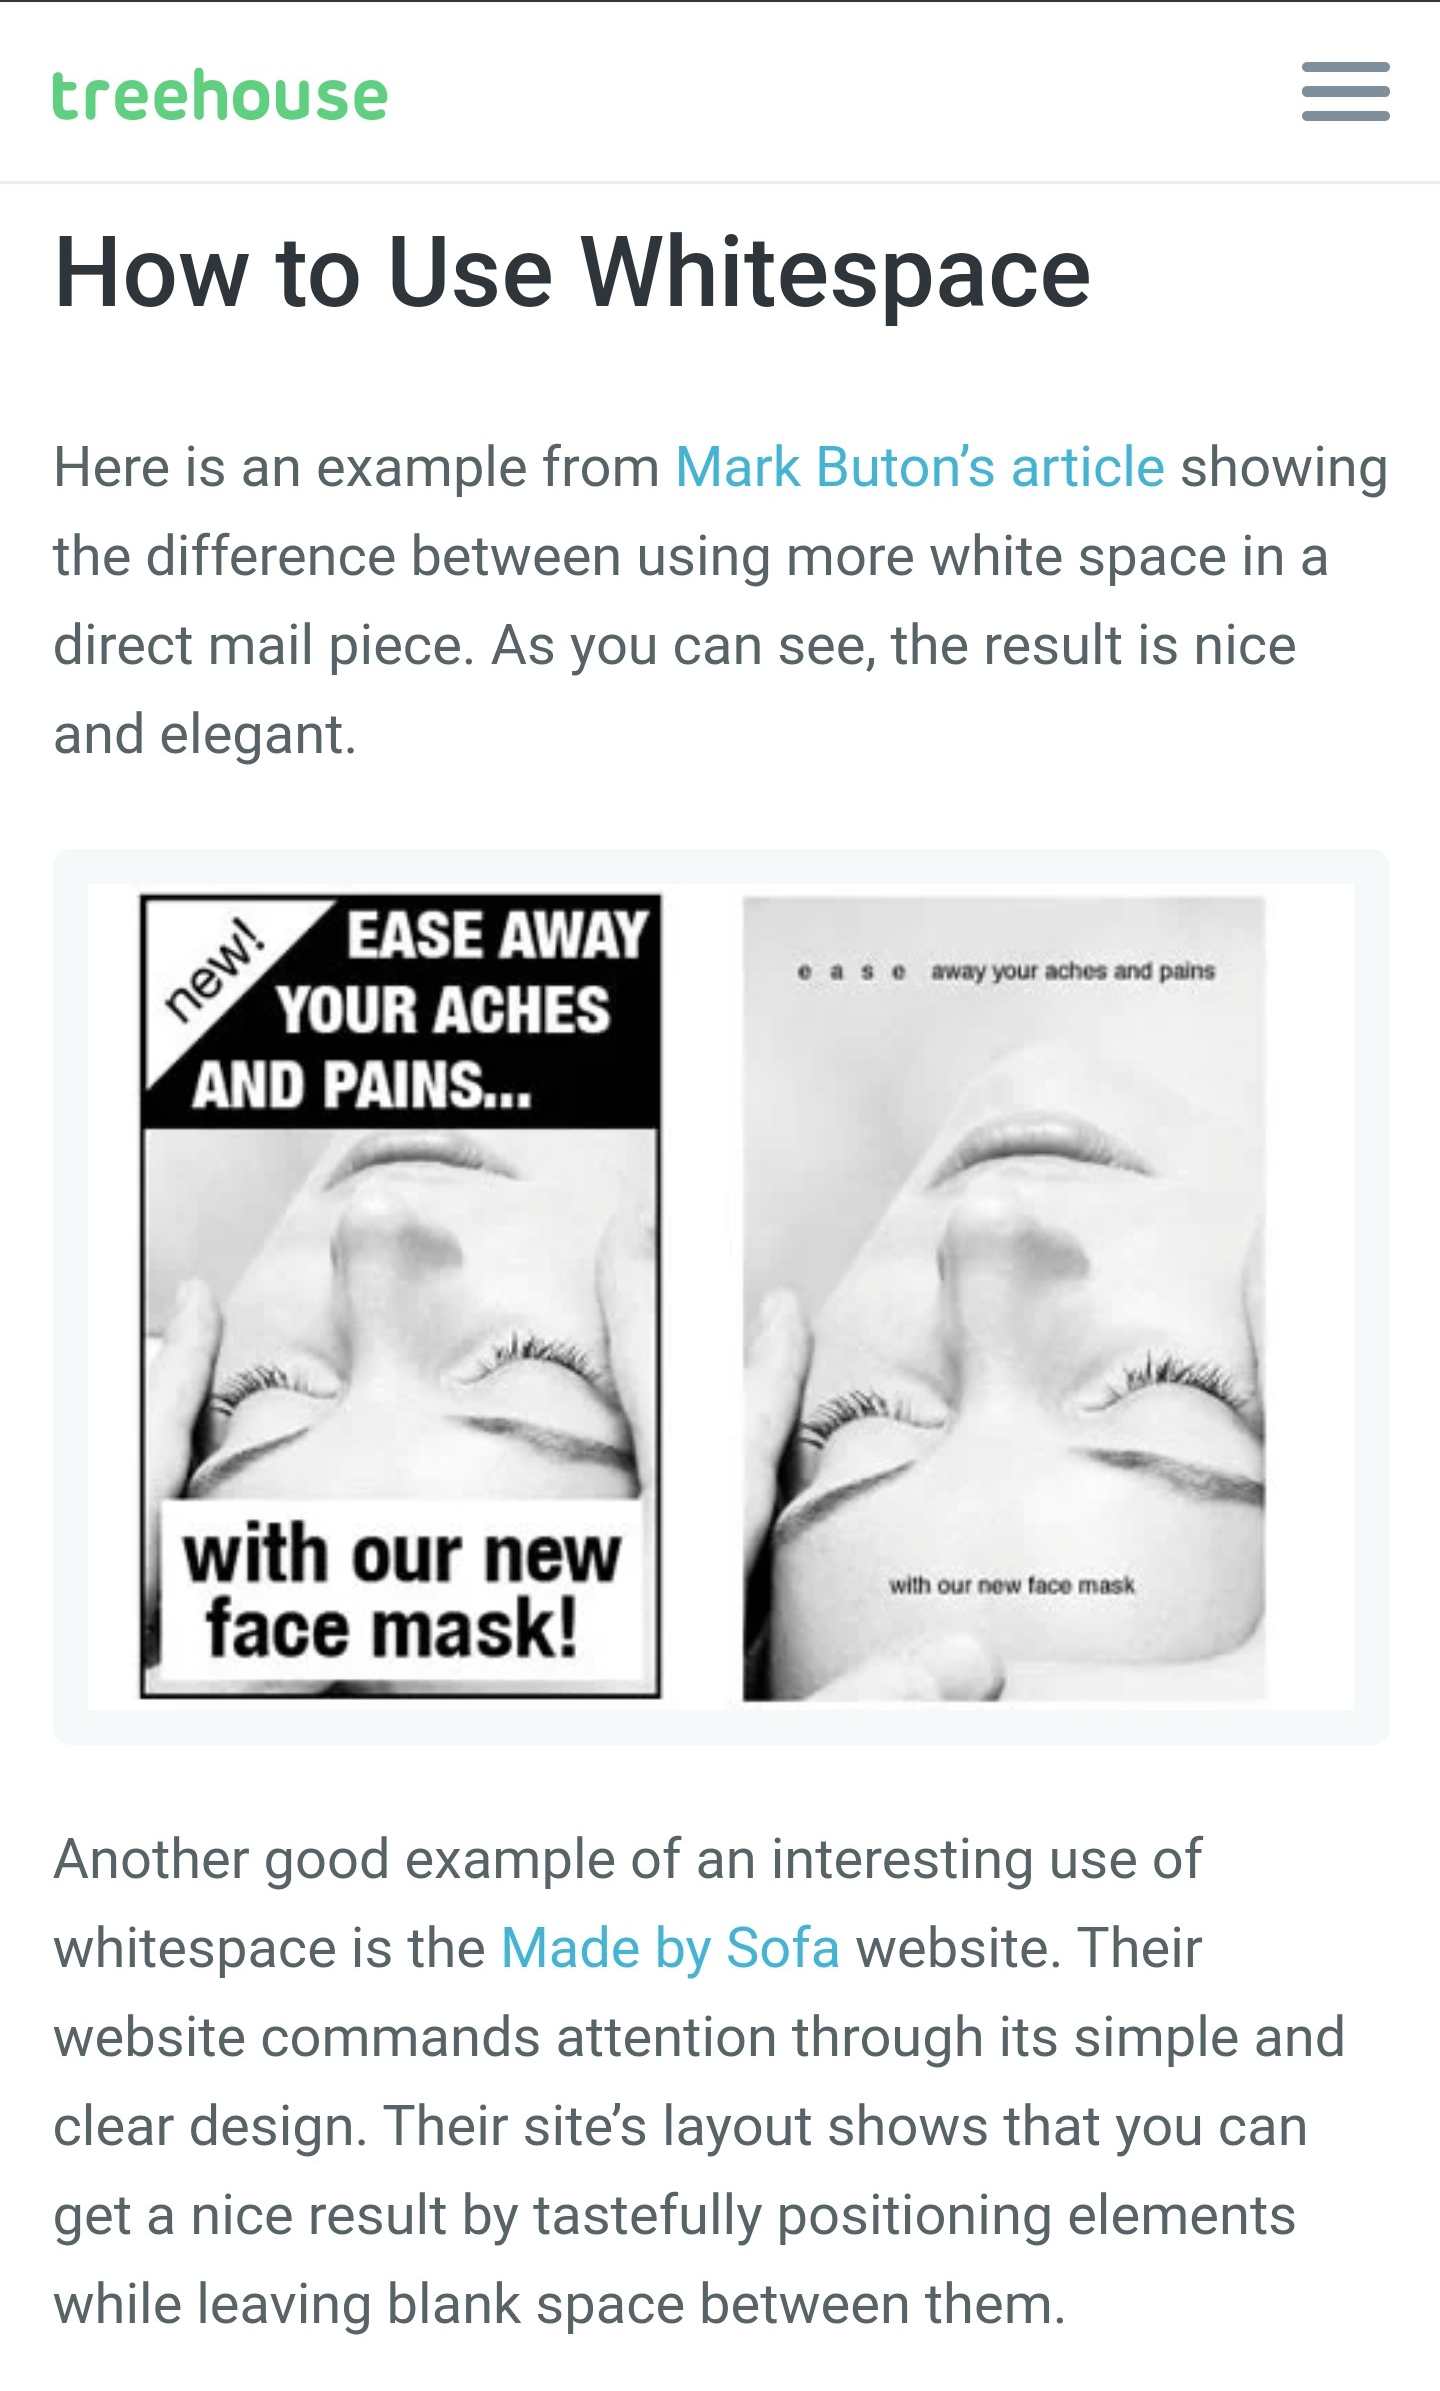 treehouse
How to Use Whitespace
Here is an example from Mark Buton’s article showing
the difference between using more white space in a
direct mail piece. As you can see, the result is nice
and elegant.
new!
EASE AWAY
YOUR ACHES
AND PAINS...
with our new
face mask!
e a s e away your aches and pains
with our new face mask
Another good example of an interesting use of
whitespace is the Made by Sofa website. Their
website commands attention through its simple and
clear design. Their site’s layout shows that you can
get a nice result by tastefully positioning elements
while leaving blank space between them.